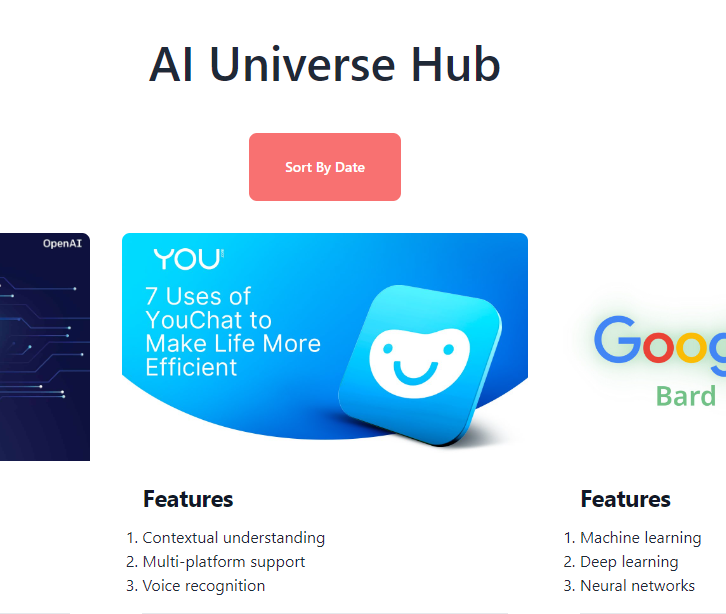 AI Universe Hub
Sort By Date
OpenAI
YOU
7 Uses of
YouChat to
Make Life More
Efficient
Features
1. Contextual understanding
2. Multi-platform support
3. Voice recognition
Bard
Features
1. Machine learning
2. Deep learning
3. Neural networks